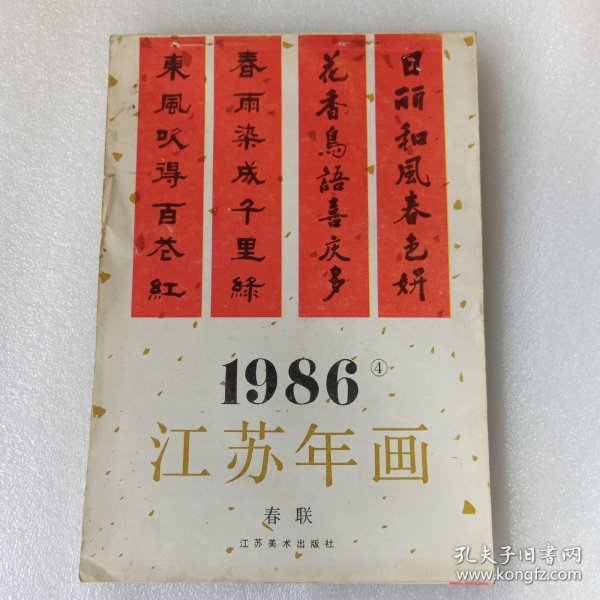 日丽和風春色妍
花香鳥語喜庆多
春雨染成千里綠
東風吹得百花紅
1986④
江苏年画
春联
江苏美术出版社
孔夫子旧书网
www.kongfz.com